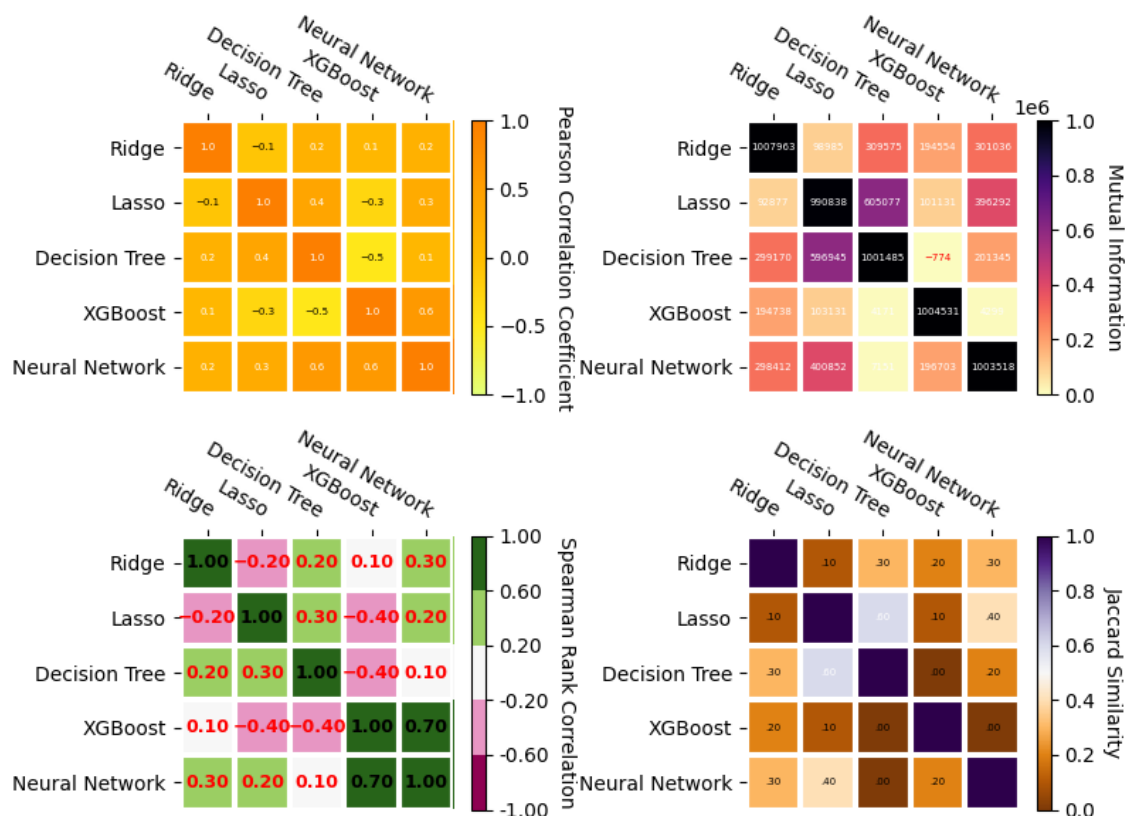 Ridge
Lasso
Decision Tree
XGBoost
Neural Network
Ridge
Lasso
Decision Tree
XGBoost
Neural Network
1.0 −0.1 0.2 0.1 0.2
−0.1 1.0 0.4 −0.3 0.3
0.2 0.4 1.0 −0.5 0.1
0.1 −0.3 −0.5 1.0 0.6
0.2 0.3 0.6 0.6 1.0
1.0
0.5
0.0
−0.5
−1.0
Pearson Correlation Coefficient
Ridge
Lasso
Decision Tree
XGBoost
Neural Network
Ridge
Lasso
Decision Tree
XGBoost
Neural Network
1007963 98985 309575 194554 301036
92877 990838 605077 101131 396292
299170 596945 1001485 −774 201345
194738 103131 1004531
298412 400852 196703 1003518
1e6
1.0
0.8
0.6
0.4
0.2
0.0
Mutual Information
Ridge
Lasso
Decision Tree
XGBoost
Neural Network
Ridge
Lasso
Decision Tree
XGBoost
Neural Network
1.00 −0.20 0.20 0.10 0.30
−0.20 1.00 0.30 −0.40 0.20
0.20 0.30 1.00 −0.40 0.10
0.10 −0.40 −0.40 1.00 0.70
0.30 0.20 0.10 0.70 1.00
1.00
0.60
0.20
-0.20
-0.60
-1.00
Spearman Rank Correlation
Ridge
Lasso
Decision Tree
XGBoost
Neural Network
Ridge
Lasso
Decision Tree
XGBoost
Neural Network
.10 .30 .20 .30
.10 .60 .10 .40
.30 .60 .00 .20
.20 .10 .00 .00
.30 .40 .00 .20
1.0
0.8
0.6
0.4
0.2
0.0
Jaccard Similarity